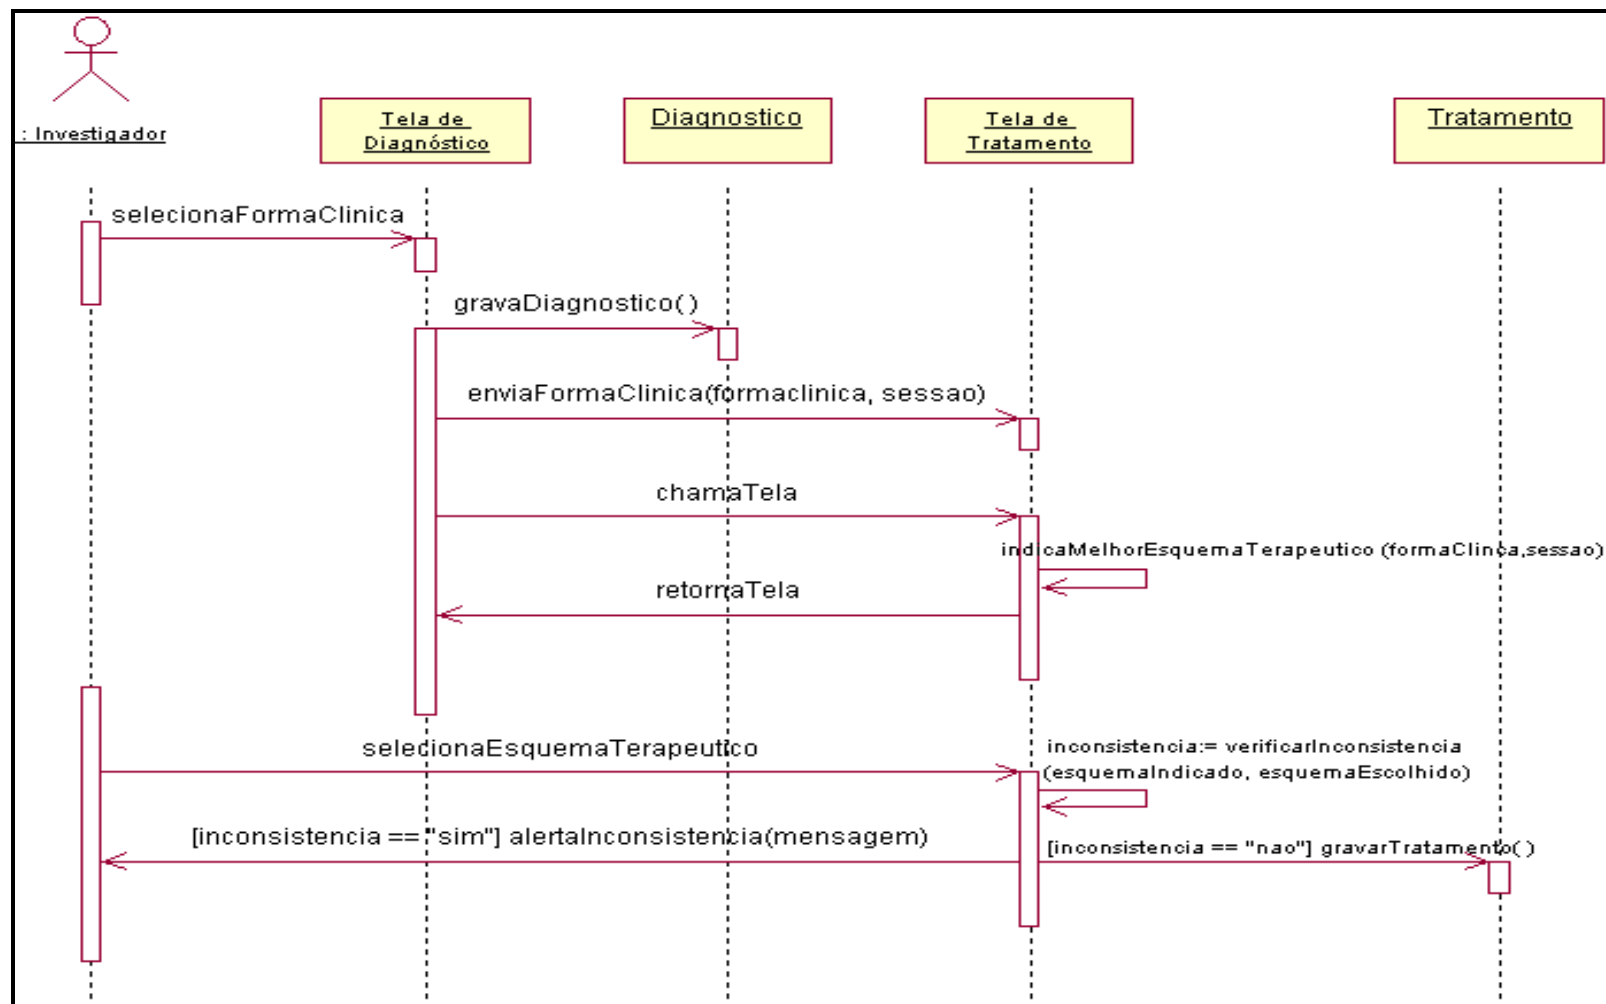 : Investigador
Tela de
Diagnóstico
Diagnostico
Tela de
Tratamento
Tratamento
selecionaFormaClinica
gravaDiagnostico()
enviaFormaClinica(formaclinica, sessao)
chamaTela
indicaMelhorEsquemaTerapeutico (formaClinca,sessao)
retornaTela
selecionaEsquemaTerapeutico
inconsistencia:= verificarInconsistencia
(esquemaIndicado, esquemaEscolhido)
[inconsistencia == "sim"] alertaInconsistencia(mensagem)
[inconsistencia == "nao"] gravarTratamento()